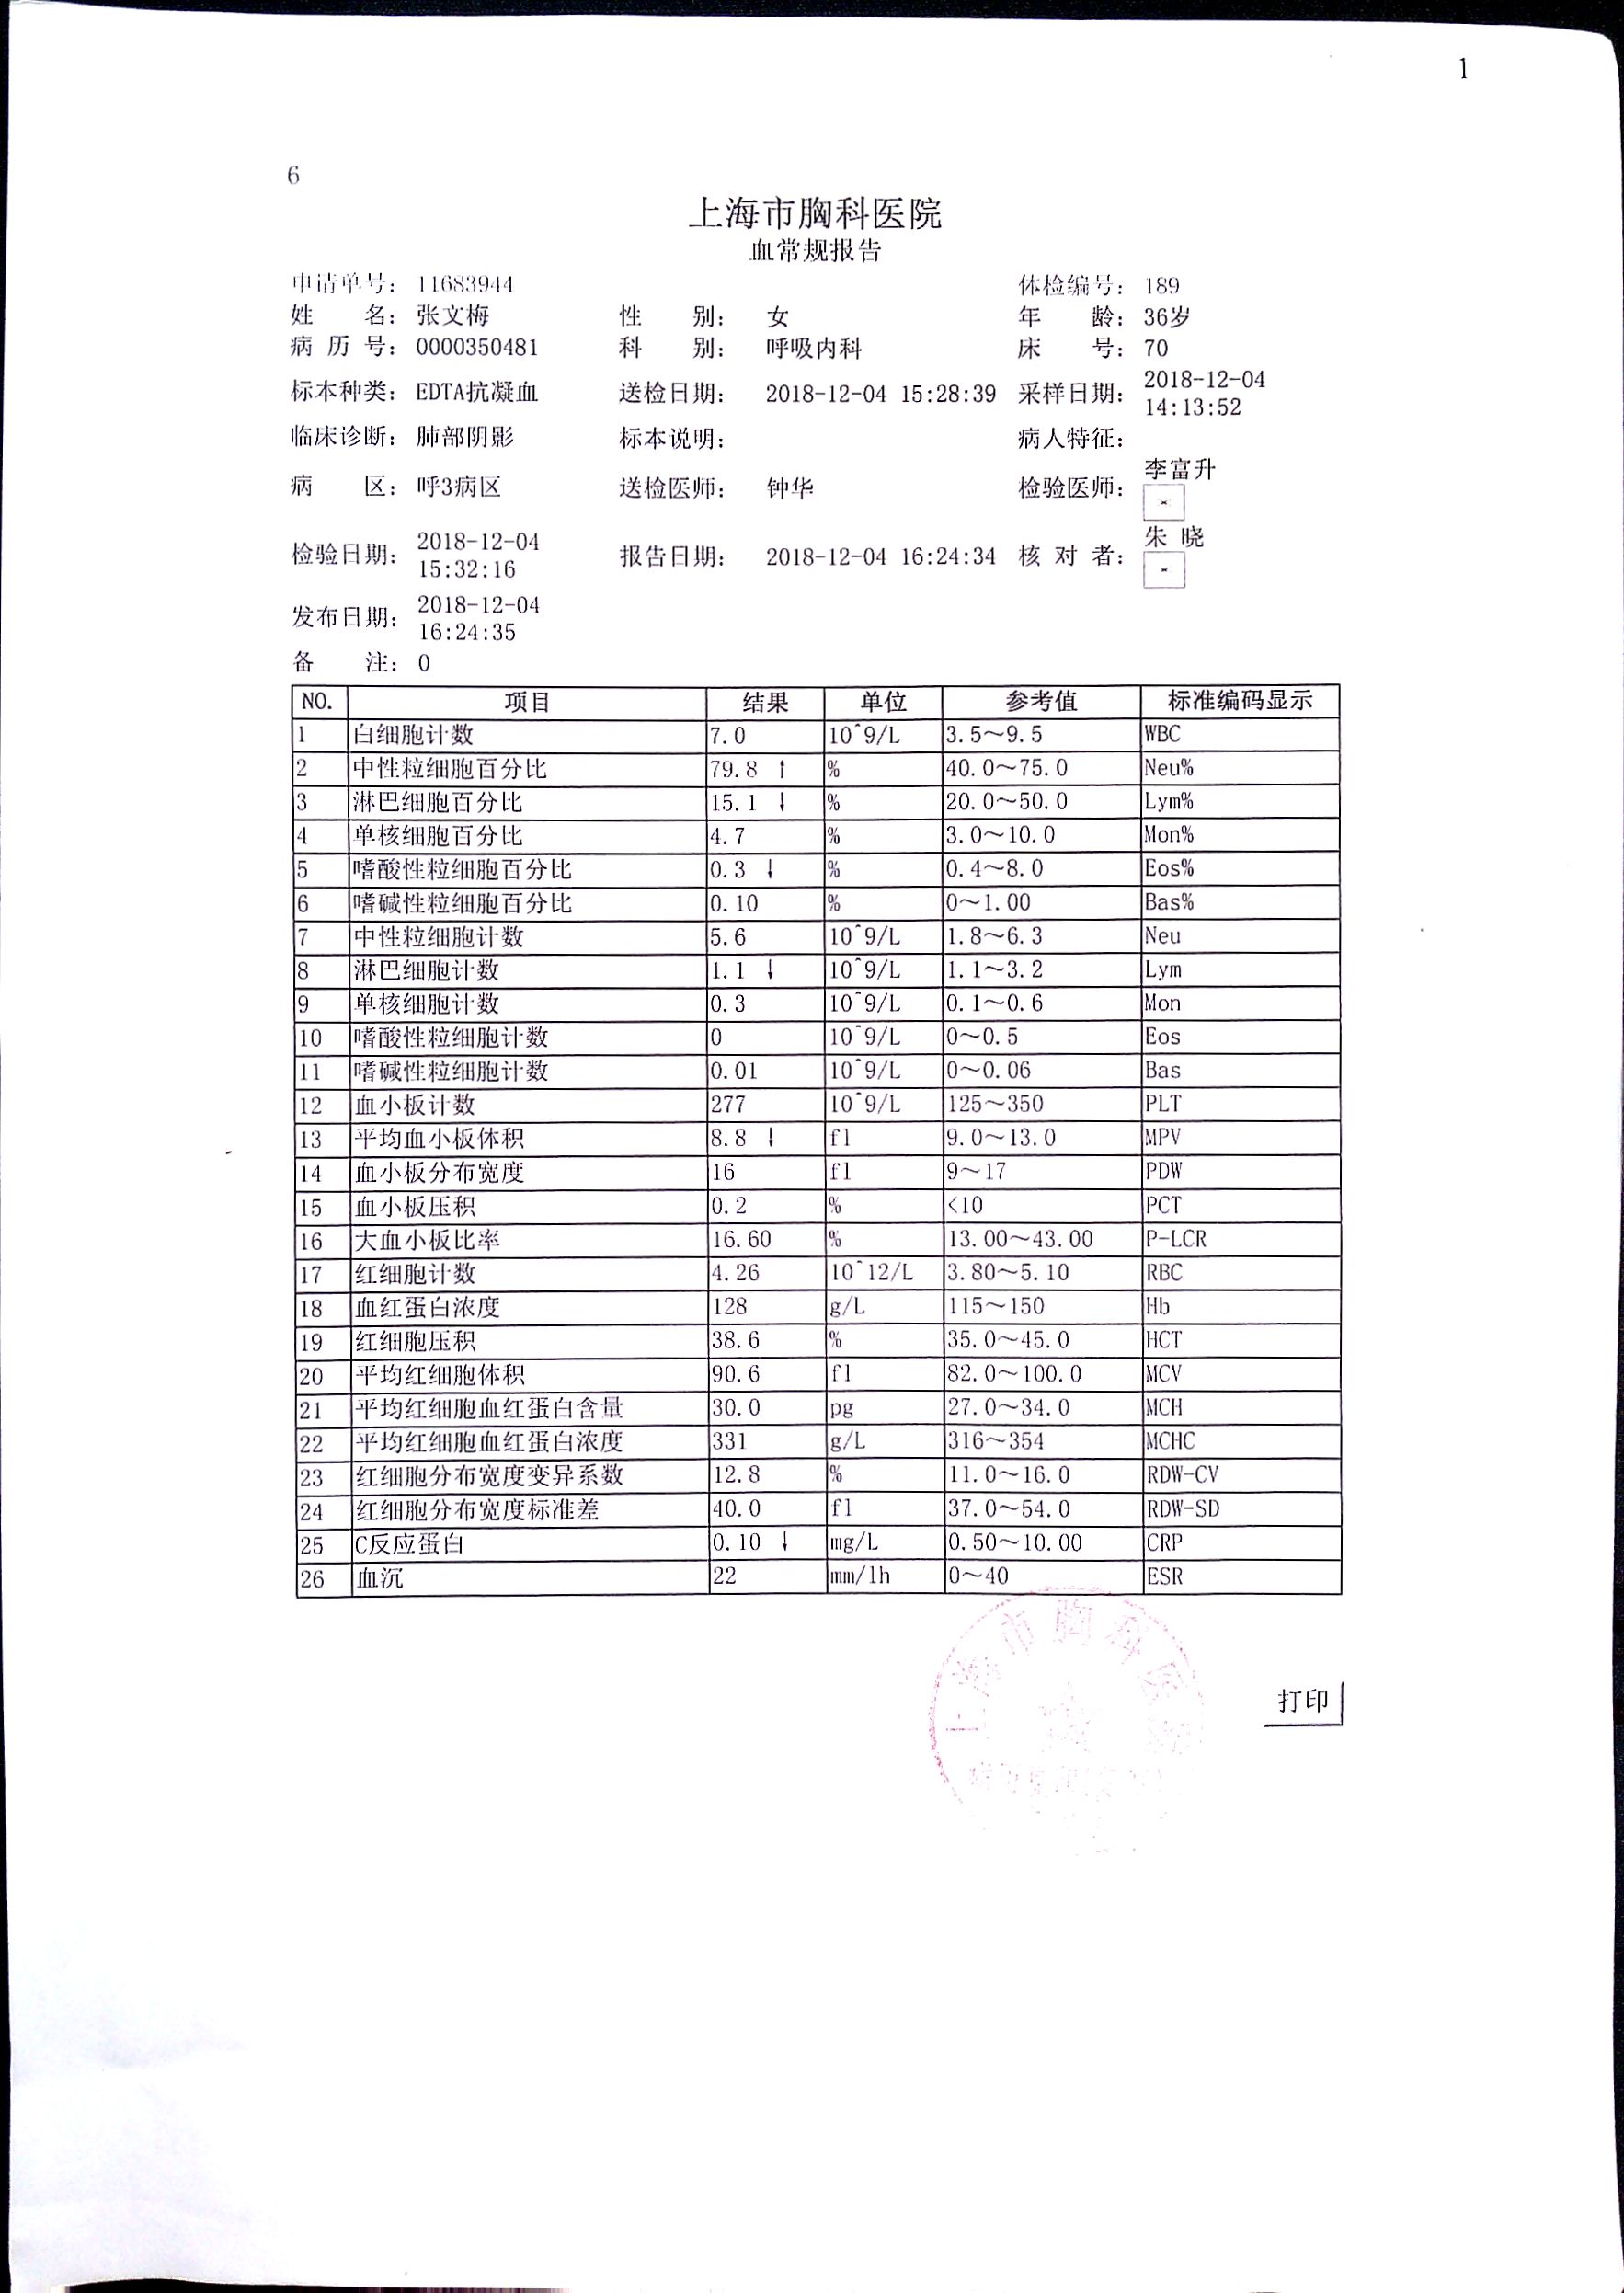 1
6
上海市胸科医院
血常规报告
申请单号: 11683944 体检编号: 189
姓 名: 张文梅 性 别: 女 年 龄: 36岁
病 历 号: 0000350481 科 别: 呼吸内科 床 号: 70
标本种类: EDTA抗凝血 送检日期: 2018-12-04 15:28:39 采样日期: 2018-12-04 14:13:52
临床诊断: 肺部阴影 标本说明: 病人特征:
病 区: 呼3病区 送检医师: 钟华 检验医师: 李富升
检验日期: 2018-12-04 15:32:16 报告日期: 2018-12-04 16:24:34 核 对 者: 朱 晓
发布日期: 2018-12-04 16:24:35
备 注: 0
NO. 项目 结果 单位 参考值 标准编码显示
1 白细胞计数 7.0 10^9/L 3.5~9.5 WBC
2 中性粒细胞百分比 79.8 ↑ % 40.0~75.0 Neu%
3 淋巴细胞百分比 15.1 ↓ % 20.0~50.0 Lym%
4 单核细胞百分比 4.7 % 3.0~10.0 Mon%
5 嗜酸性粒细胞百分比 0.3 ↓ % 0.4~8.0 Eos%
6 嗜碱性粒细胞百分比 0.10 % 0~1.00 Bas%
7 中性粒细胞计数 5.6 10^9/L 1.8~6.3 Neu
8 淋巴细胞计数 1.1 ↓ 10^9/L 1.1~3.2 Lym
9 单核细胞计数 0.3 10^9/L 0.1~0.6 Mon
10 嗜酸性粒细胞计数 0 10^9/L 0~0.5 Eos
11 嗜碱性粒细胞计数 0.01 10^9/L 0~0.06 Bas
12 血小板计数 277 10^9/L 125~350 PLT
13 平均血小板体积 8.8 ↓ fl 9.0~13.0 MPV
14 血小板分布宽度 16 fl 9~17 PDW
15 血小板压积 0.2 % <10 PCT
16 大血小板比率 16.60 % 13.00~43.00 P-LCR
17 红细胞计数 4.26 10^12/L 3.80~5.10 RBC
18 血红蛋白浓度 128 g/L 115~150 Hb
19 红细胞压积 38.6 % 35.0~45.0 HCT
20 平均红细胞体积 90.6 fl 82.0~100.0 MCV
21 平均红细胞血红蛋白含量 30.0 pg 27.0~34.0 MCH
22 平均红细胞血红蛋白浓度 331 g/L 316~354 MCHC
23 红细胞分布宽度变异系数 12.8 % 11.0~16.0 RDW-CV
24 红细胞分布宽度标准差 40.0 fl 37.0~54.0 RDW-SD
25 C反应蛋白 0.10 ↓ mg/L 0.50~10.00 CRP
26 血沉 22 mm/1h 0~40 ESR
上海市胸科医院
打印